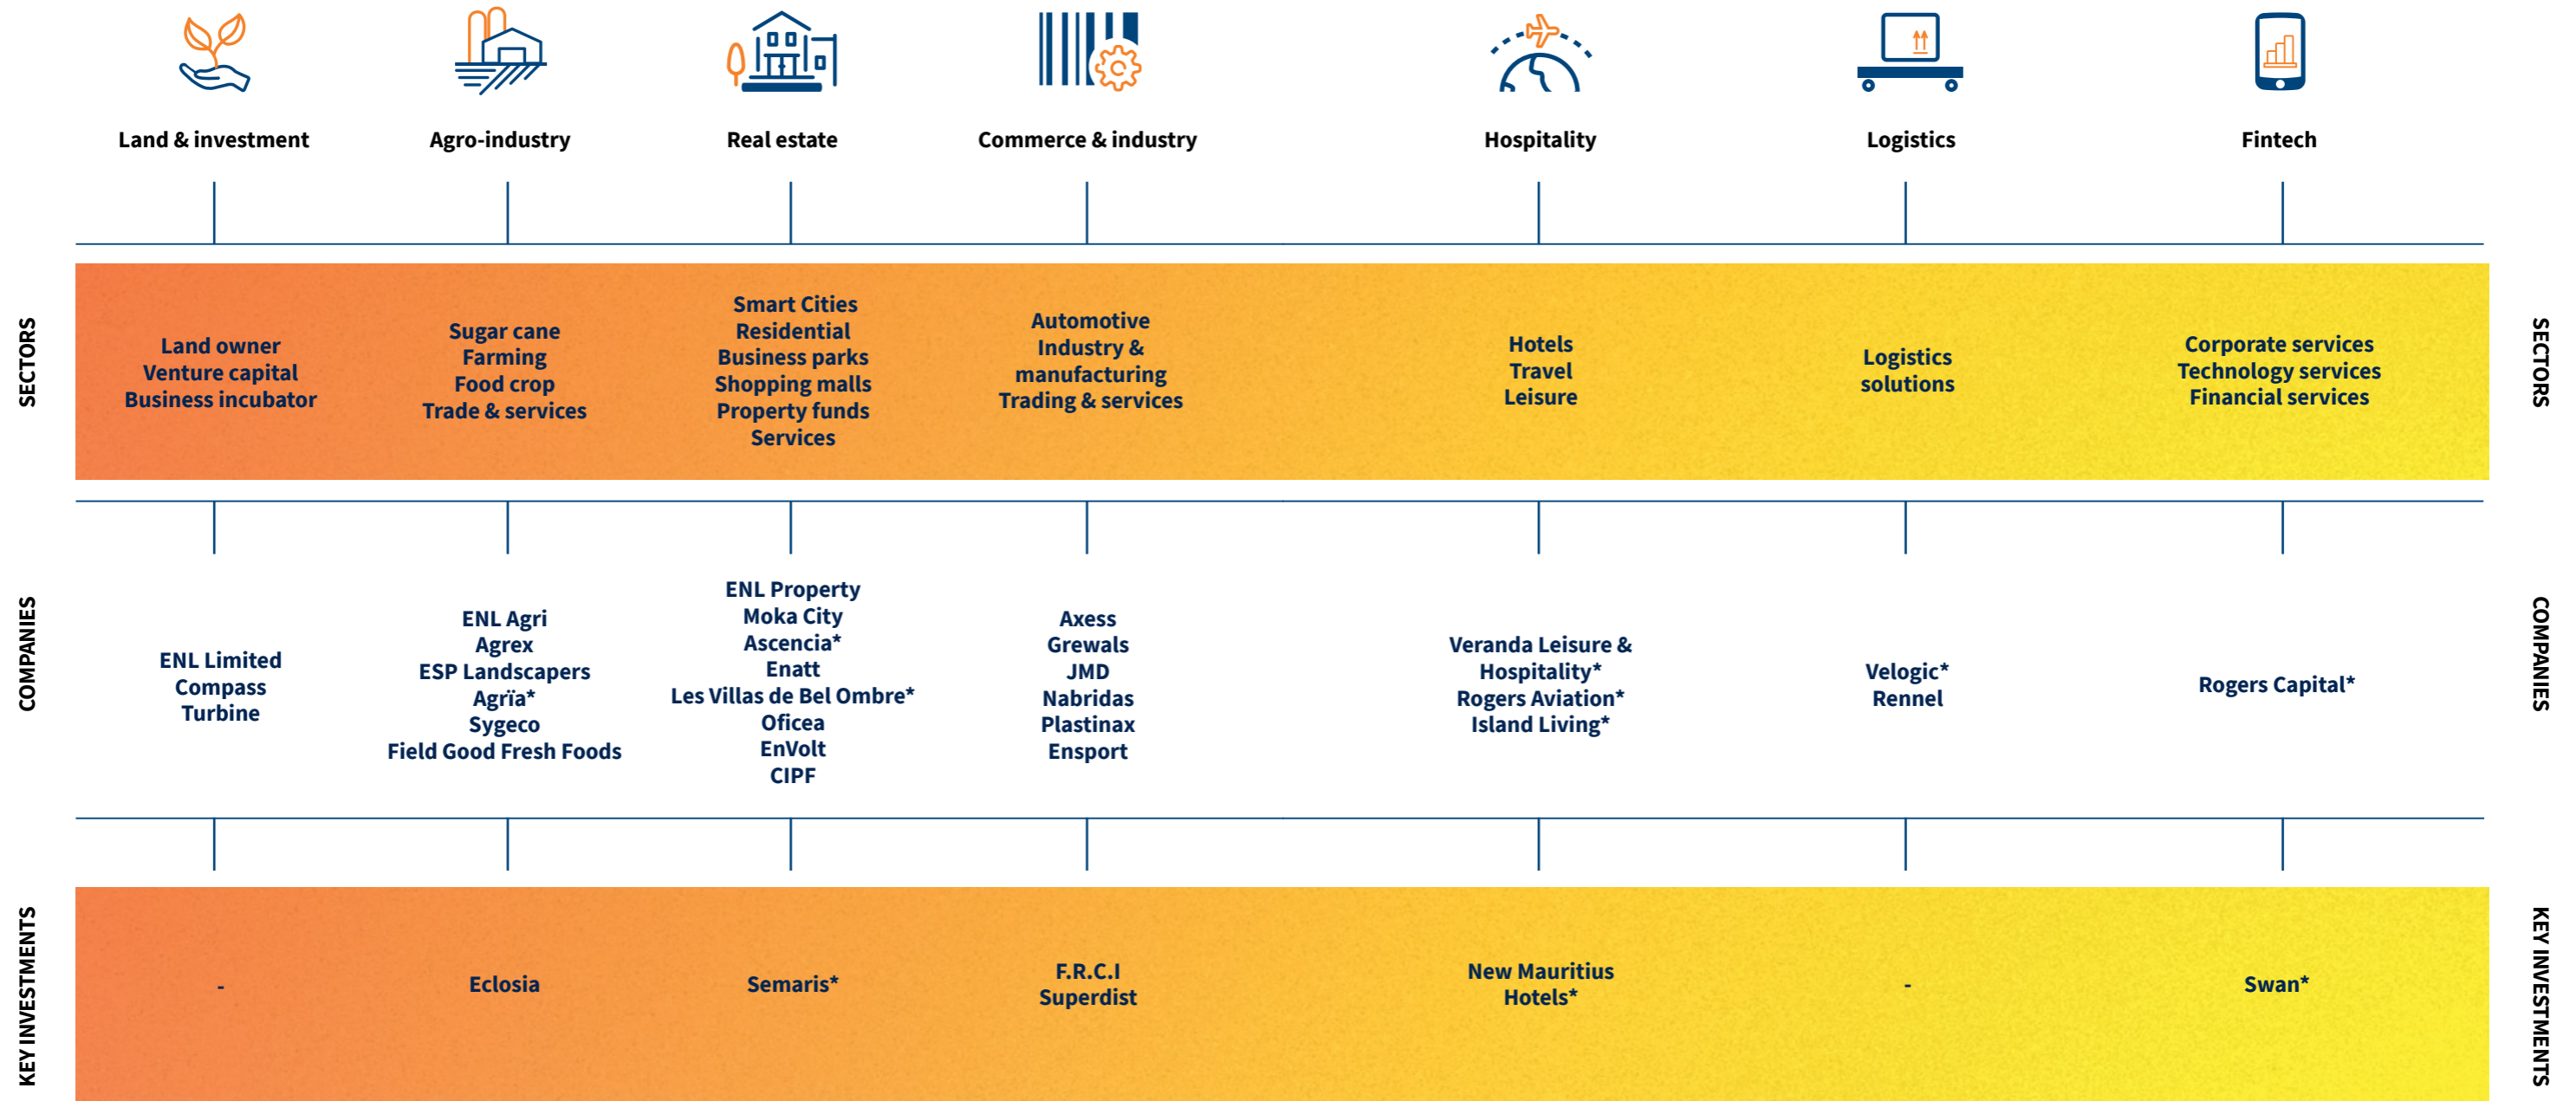 Land & investment
Agro-industry
Real estate
Commerce & industry
Hospitality
Logistics
Fintech
SECTORS
Land owner
Venture capital
Business incubator
Sugar cane
Farming
Food crop
Trade & services
Smart Cities
Residential
Business parks
Shopping malls
Property funds
Services
Automotive
Industry &
manufacturing
Trading & services
Hotels
Travel
Leisure
Logistics
solutions
Corporate services
Technology services
Financial services
SECTORS
COMPANIES
ENL Limited
Compass
Turbine
ENL Agri
Agrex
ESP Landscapers
Agrïa*
Sygeco
Field Good Fresh Foods
ENL Property
Moka City
Ascencia*
Enatt
Les Villas de Bel Ombre*
Oficea
EnVolt
CIPF
Axess
Grewals
JMD
Nabridas
Plastinax
Ensport
Veranda Leisure &
Hospitality*
Rogers Aviation*
Island Living*
Velogic*
Rennel
Rogers Capital*
COMPANIES
KEY INVESTMENTS
-
Eclosia
Semaris*
F.R.C.I
Superdist
New Mauritius
Hotels*
-
Swan*
KEY INVESTMENTS